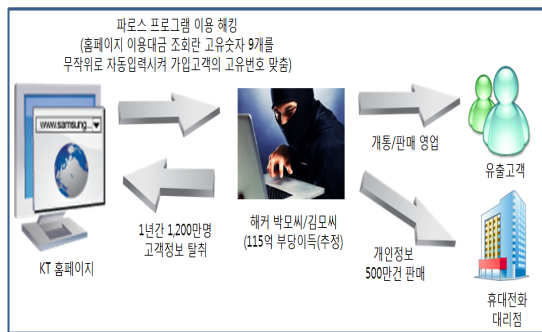 파로스 프로그램 이용 해킹
(홈페이지 이용대금 조회란 고유숫자 9개를
무작위로 자동입력시켜 가입고객의 고유번호 맞춤)
www.samsung...
개통/판매 영업
유출고객
1년간 1,200만명
고객정보 탈취
해커 박모씨/김모씨
(115억 부당이득(추정)
KT 홈페이지
개인정보
500만건 판매
휴대전화
대리점